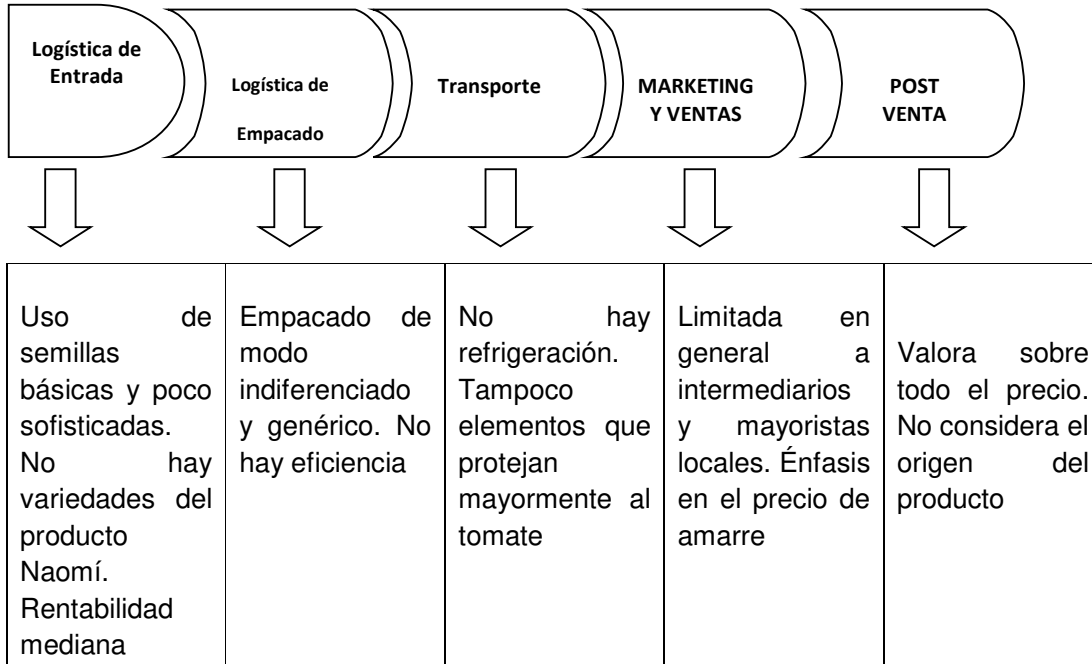 Logística de
Entrada
Logística de
Empacado
Transporte
MARKETING
Y VENTAS
POST
VENTA
Uso de
semillas
básicas y poco
sofisticadas.
No hay
variedades del
producto
Naomí.
Rentabilidad
mediana
Empacado de
modo
indiferenciado
y genérico. No
hay eficiencia
No hay
refrigeración.
Tampoco
elementos que
protejan
mayormente al
tomate
Limitada en
general a
intermediarios
y mayoristas
locales. Énfasis
en el precio de
amarre
Valora sobre
todo el precio.
No considera el
origen del
producto